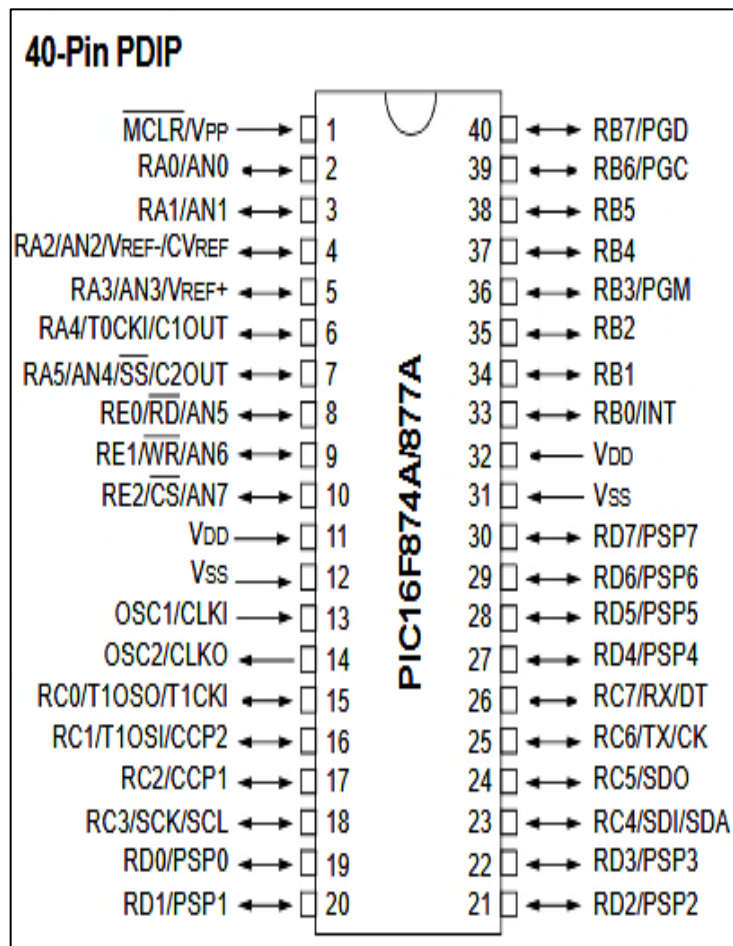 40-Pin PDIP
MCLR/VPP 1 40 RB7/PGD
RA0/AN0 2 39 RB6/PGC
RA1/AN1 3 38 RB5
RA2/AN2/VREF-/CVREF 4 37 RB4
RA3/AN3/VREF+ 5 36 RB3/PGM
RA4/T0CKI/C1OUT 6 35 RB2
RA5/AN4/SS/C2OUT 7 34 RB1
RE0/RD/AN5 8 33 RB0/INT
RE1/WR/AN6 9 32 VDD
RE2/CS/AN7 10 31 VSS
VDD 11 30 RD7/PSP7
VSS 12 29 RD6/PSP6
OSC1/CLKI 13 28 RD5/PSP5
OSC2/CLKO 14 27 RD4/PSP4
RC0/T1OSO/T1CKI 15 26 RC7/RX/DT
RC1/T1OSI/CCP2 16 25 RC6/TX/CK
RC2/CCP1 17 24 RC5/SDO
RC3/SCK/SCL 18 23 RC4/SDI/SDA
RD0/PSP0 19 22 RD3/PSP3
RD1/PSP1 20 21 RD2/PSP2
PIC16F874A/877A